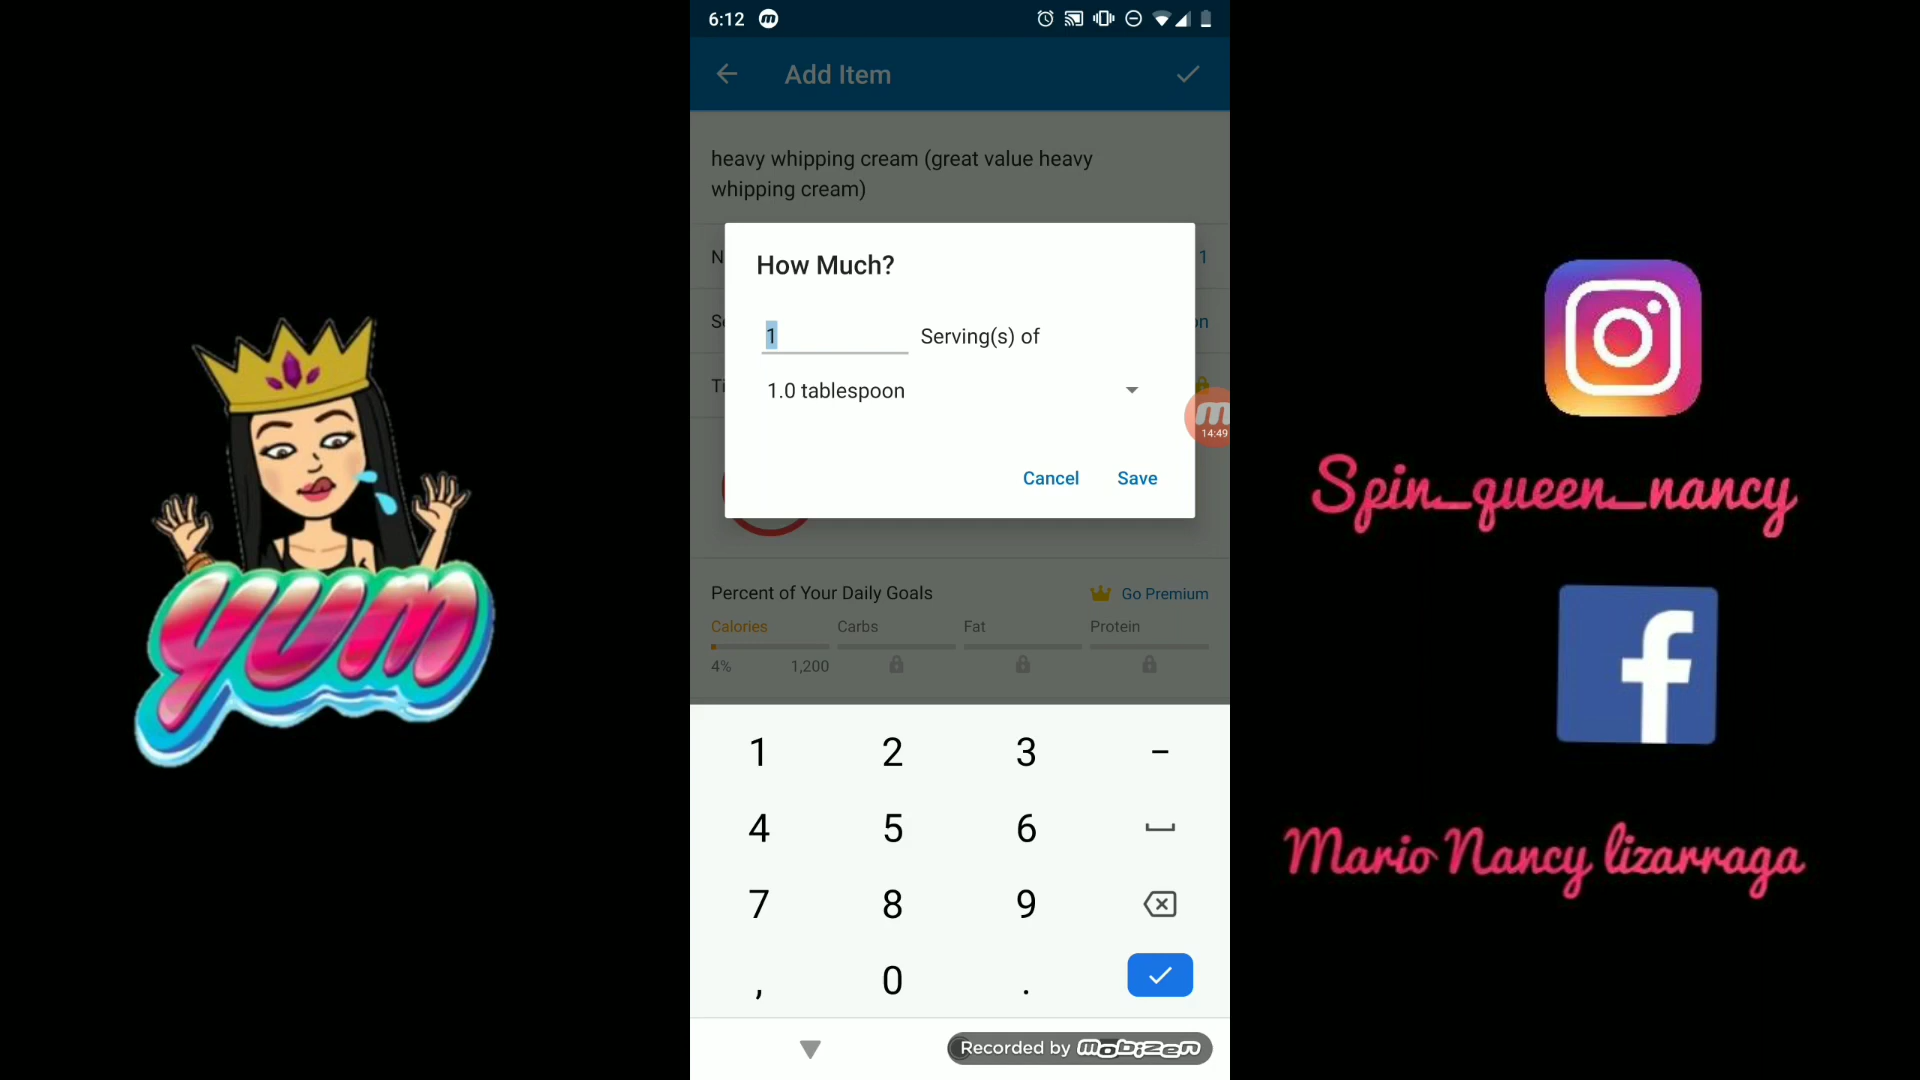 6:12
Add Item
heavy whipping cream (great value heavy
whipping cream)
How Much?
1 Serving(s) of
1.0 tablespoon
Cancel Save
1
on
14:49
Percent of Your Daily Goals Go Premium
Calories Carbs Fat Protein
4% 1,200
1 2 3 -
4 5 6
7 8 9
, 0 .
Recorded by mobizen
yum
Spin_queen_nancy
f
Mario Nancy lizarraga